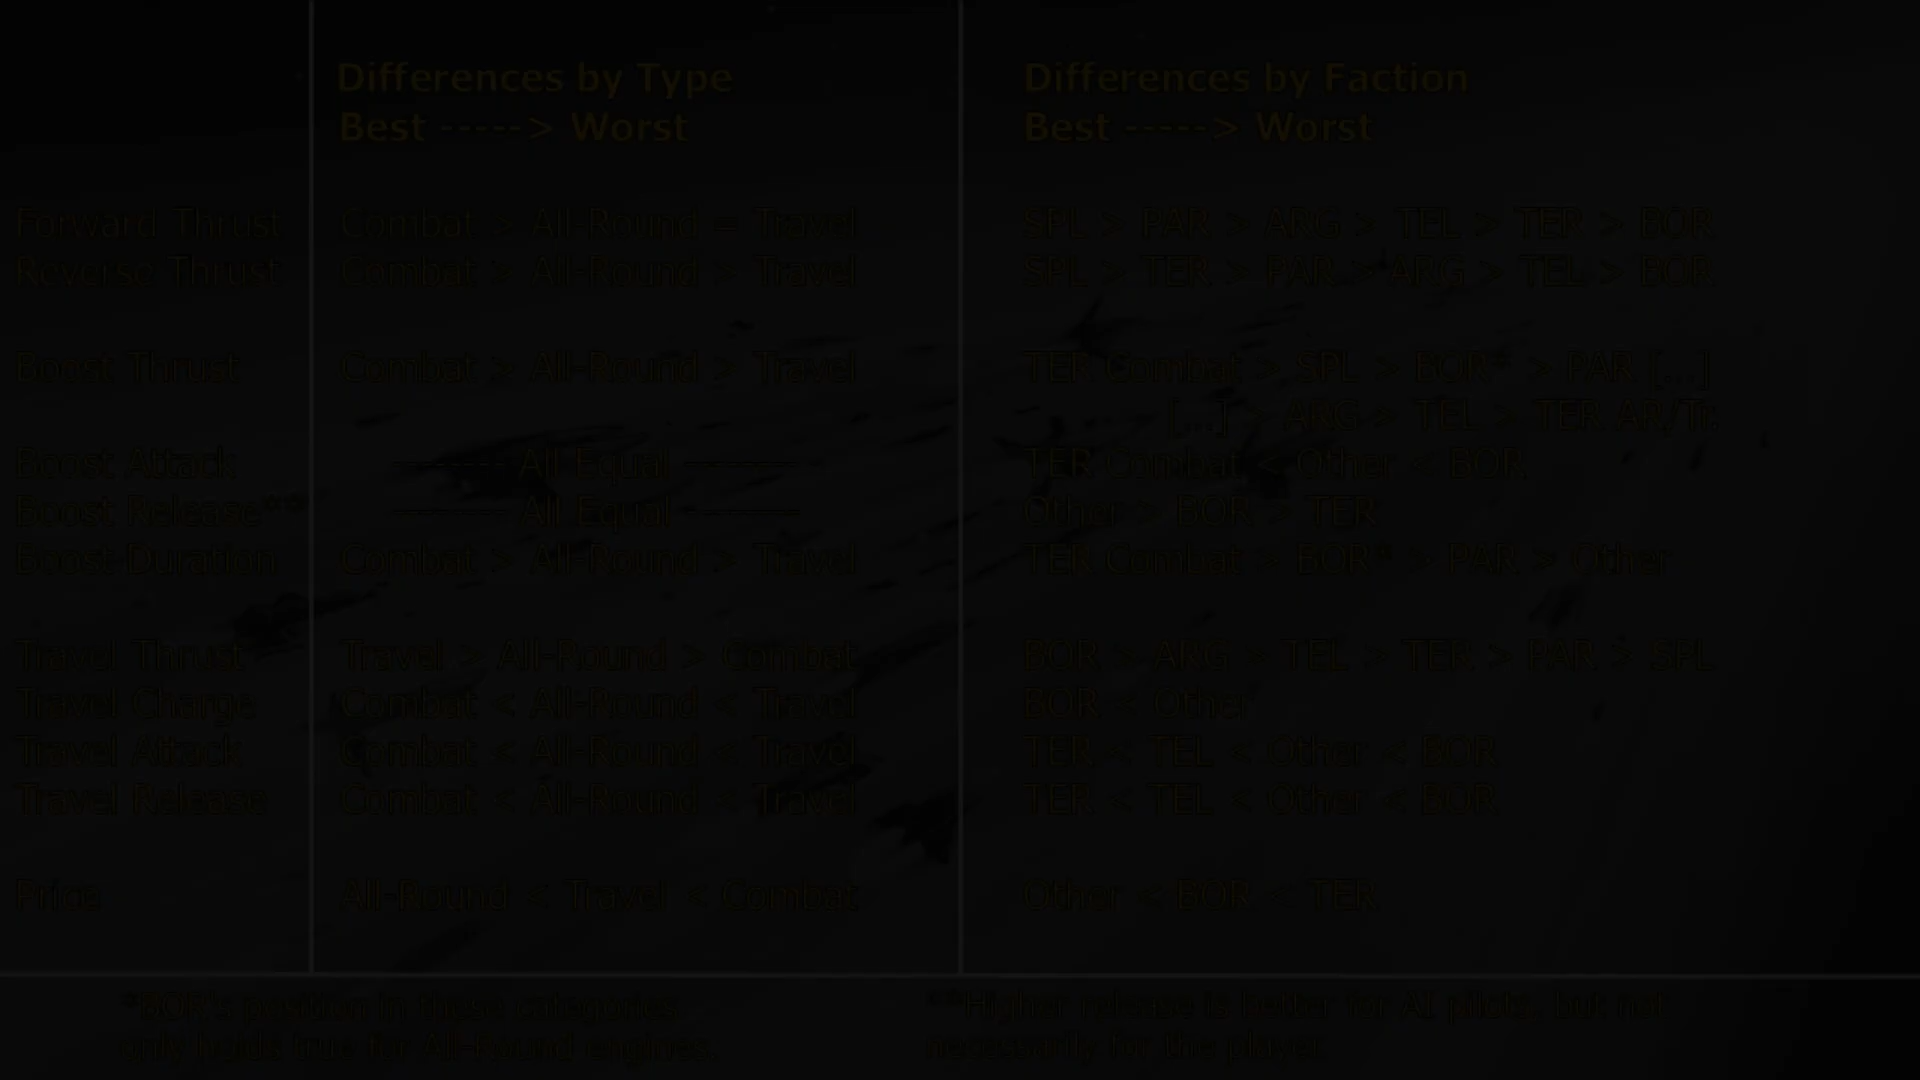 Differences by Type
Best -----> Worst
Differences by Faction
Best -----> Worst
Forward Thrust
Combat > All-Round = Travel
SPL > PAR > ARG > TEL > TER > BOR
Reverse Thrust
Combat > All-Round > Travel
SPL > TER > PAR > ARG > TEL > BOR
Boost Thrust
Combat > All-Round > Travel
TER Combat > SPL > BOR* > PAR [...]
[...] > ARG > TEL > TER AR/Tr.
Boost Attack
-------- All Equal --------
TER Combat < Other < BOR
Boost Release**
-------- All Equal --------
Other > BOR > TER
Boost Duration
Combat > All-Round > Travel
TER Combat > BOR* > PAR > Other
Travel Thrust
Travel > All-Round > Combat
BOR > ARG > TEL > TER > PAR > SPL
Travel Charge
Combat < All-Round < Travel
BOR < Other
Travel Attack
Combat < All-Round < Travel
TER < TEL < Other < BOR
Travel Release
Combat < All-Round < Travel
TER < TEL < Other < BOR
Price
All-Round < Travel < Combat
Other < BOR < TER
*BOR's position in these categories
only holds true for All-Round engines.
**Higher release is better for AI pilots, but not
necessarily for the player.